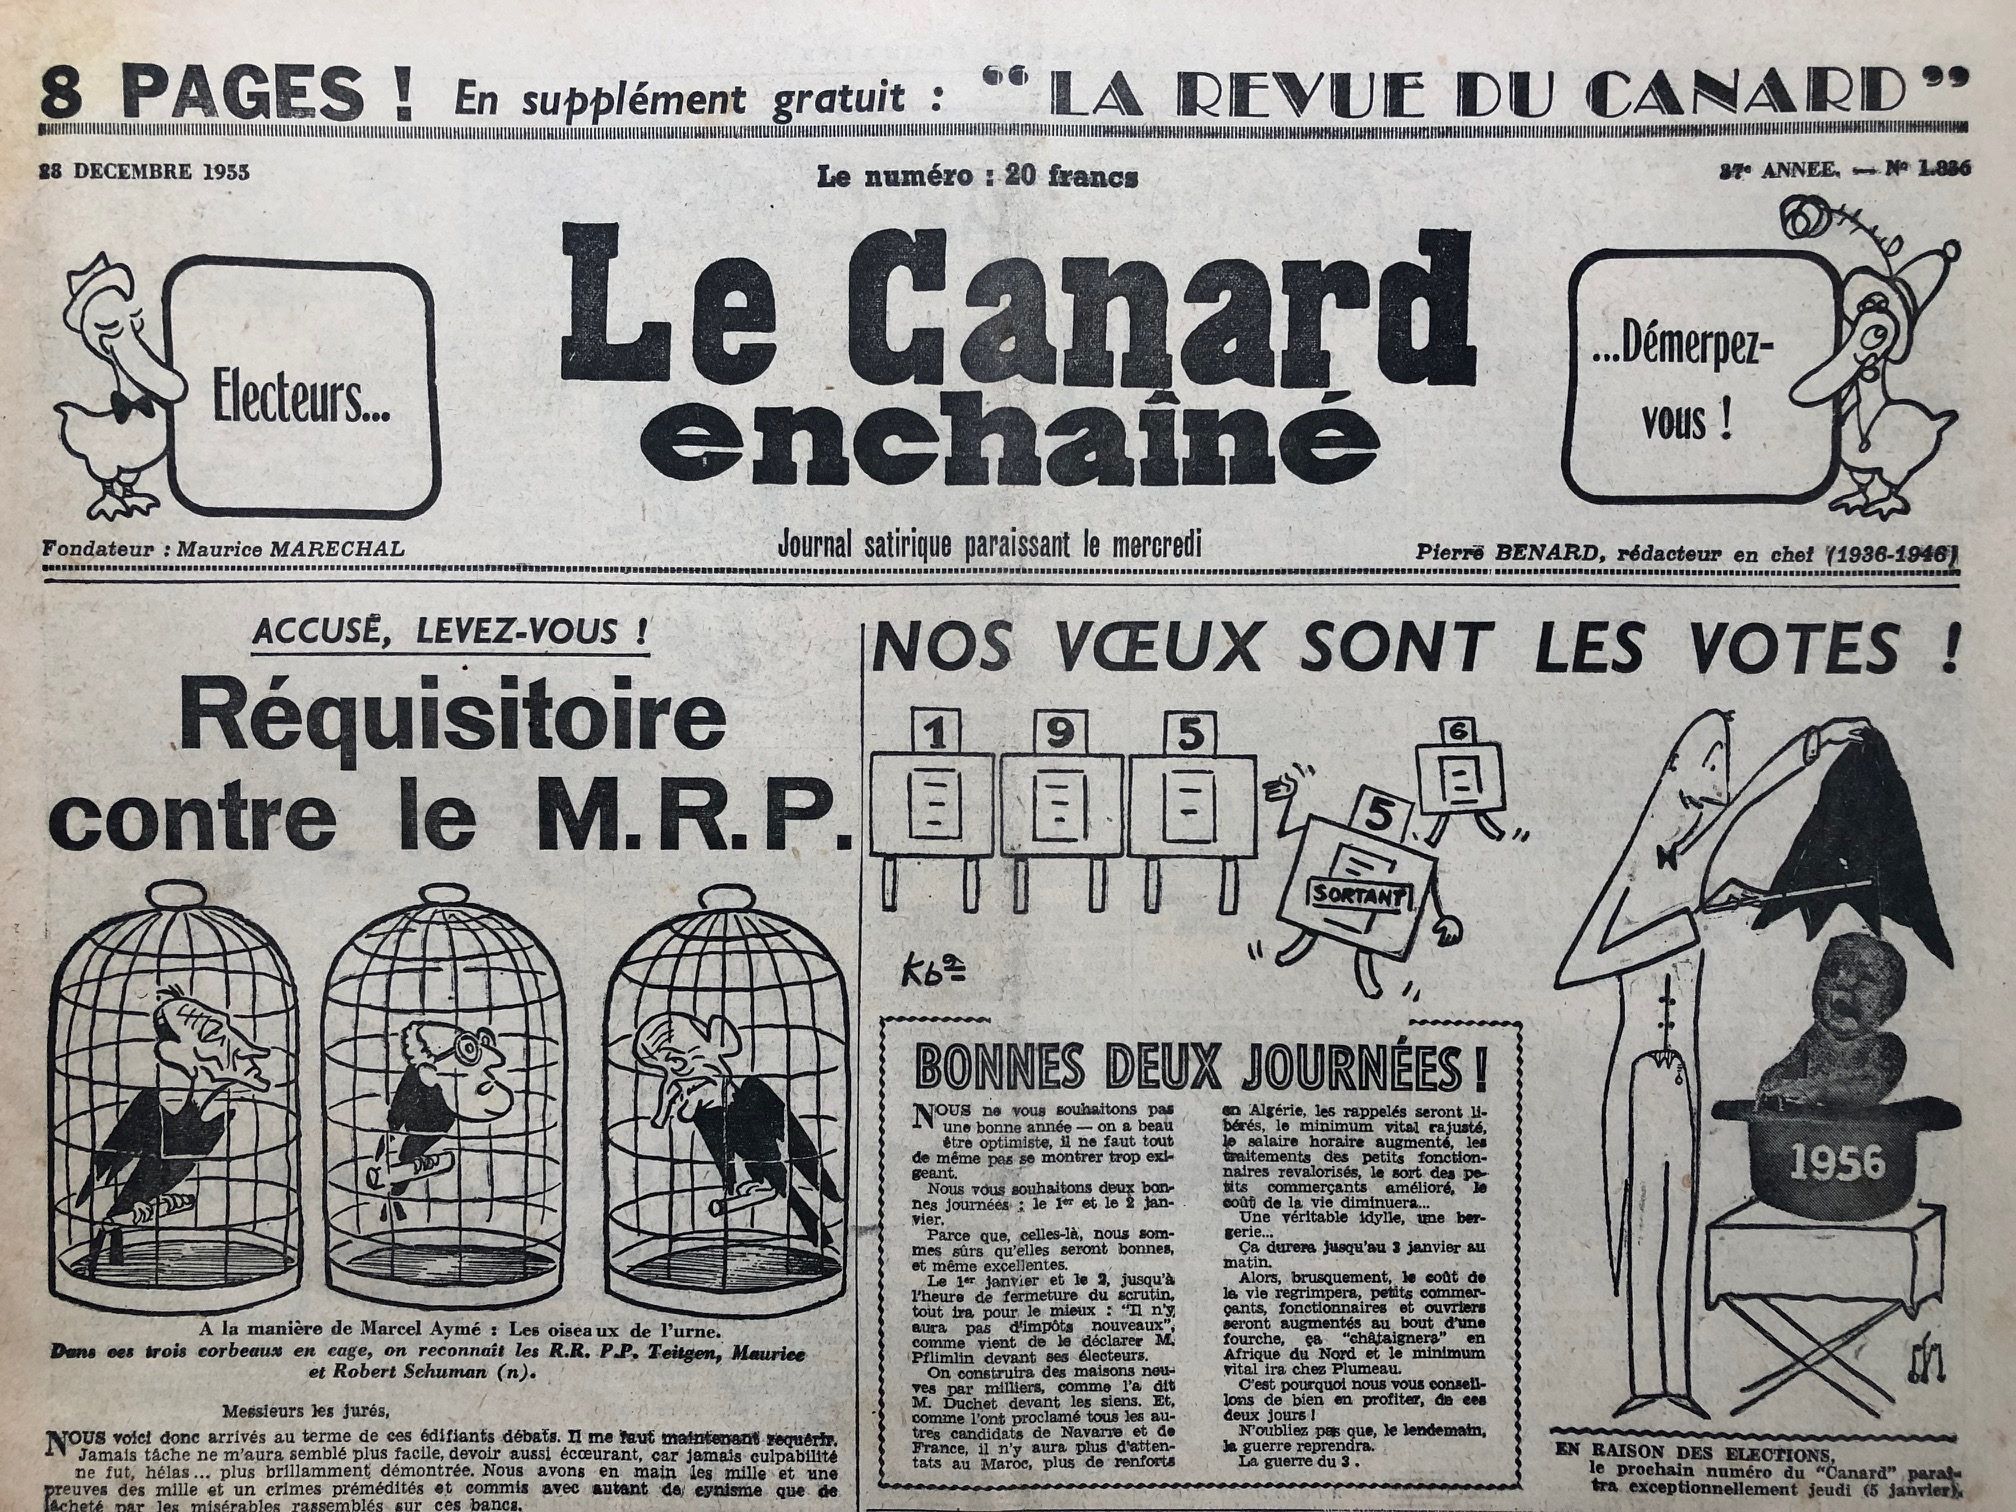 8 PAGES ! En supplément gratuit : “ LA REVUE DU CANARD ”
28 DECEMBRE 1955
Le numéro : 20 francs
37e ANNEE. — No 1.836
Electeurs...
Le Canard
enchaîné
...Démerpez-
vous !
Fondateur : Maurice MARECHAL
Journal satirique paraissant le mercredi
Pierre BENARD, rédacteur en chef (1936-1946)
ACCUSÉ, LEVEZ-VOUS !
Réquisitoire
contre le M.R.P.
A la manière de Marcel Aymé : Les oiseaux de l'urne.
Dans ces trois corbeaux en cage, on reconnaît les R.R. P.P. Teitgen, Maurice
et Robert Schuman (n).
Messieurs les jurés,
NOUS voici donc arrivés au terme de ces édifiants débats. Il me faut maintenant requérir.
Jamais tâche ne m'aura semblé plus facile, devoir aussi écœurant, car jamais culpabilité
ne fut, hélas... plus brillamment démontrée. Nous avons en main les mille et une
preuves des mille et un crimes prémédités et commis avec autant de cynisme que de
lâcheté par les misérables rassemblés sur ces bancs.
NOS VŒUX SONT LES VOTES !
1
9
5
5
6
SORTANT
Kb2
BONNES DEUX JOURNÉES !
NOUS ne vous souhaitons pas
une bonne année — on a beau
être optimiste, il ne faut tout
de même pas se montrer trop exi-
geant.
Nous vous souhaitons deux bon-
nes journées : le 1er et le 2 jan-
vier.
Parce que, celles-là, nous som-
mes sûrs qu'elles seront bonnes,
et même excellentes.
Le 1er janvier et le 2, jusqu'à
l'heure de fermeture du scrutin,
tout ira pour le mieux : "Il n'y
aura pas d'impôts nouveaux",
comme vient de le déclarer M.
Pflimlin devant ses électeurs.
On construira des maisons neu-
ves par milliers, comme l'a dit
M. Duchet devant les siens. Et,
comme l'ont proclamé tous les au-
tres candidats de Navarre et de
France, il n'y aura plus d'atten-
tats au Maroc, plus de renforts
en Algérie, les rappelés seront li-
bérés, le minimum vital rajusté,
le salaire horaire augmenté, les
traitements des petits fonction-
naires revalorisés, le sort des pe-
tits commerçants amélioré, le
coût de la vie diminuera...
Une véritable idylle, une ber-
gerie...
Ça durera jusqu'au 3 janvier au
matin.
Alors, brusquement, le coût de
la vie regrimpera, petits commer-
çants, fonctionnaires et ouvriers
seront augmentés au bout d'une
fourche, ça "châtaignera" en
Afrique du Nord et le minimum
vital ira chez Plumeau.
C'est pourquoi nous vous conseil-
lons de bien en profiter, de ces
deux jours !
N'oubliez pas que, le lendemain,
la guerre reprendra.
La guerre du 3.
1956
EN RAISON DES ELECTIONS,
le prochain numéro du "Canard" paraî-
tra exceptionnellement jeudi (5 janvier).